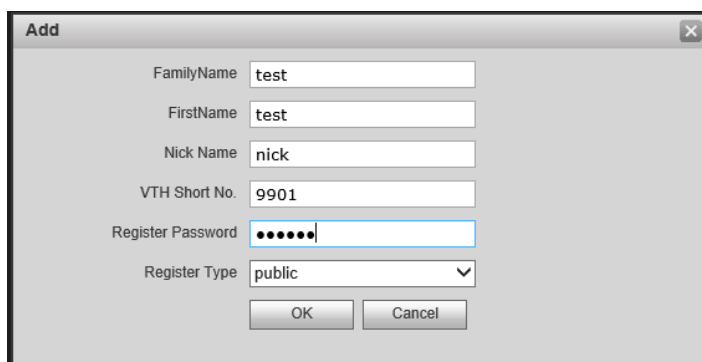 Add
FamilyName test
FirstName test
Nick Name nick
VTH Short No. 9901
Register Password ●●●●●●
Register Type public
OK Cancel